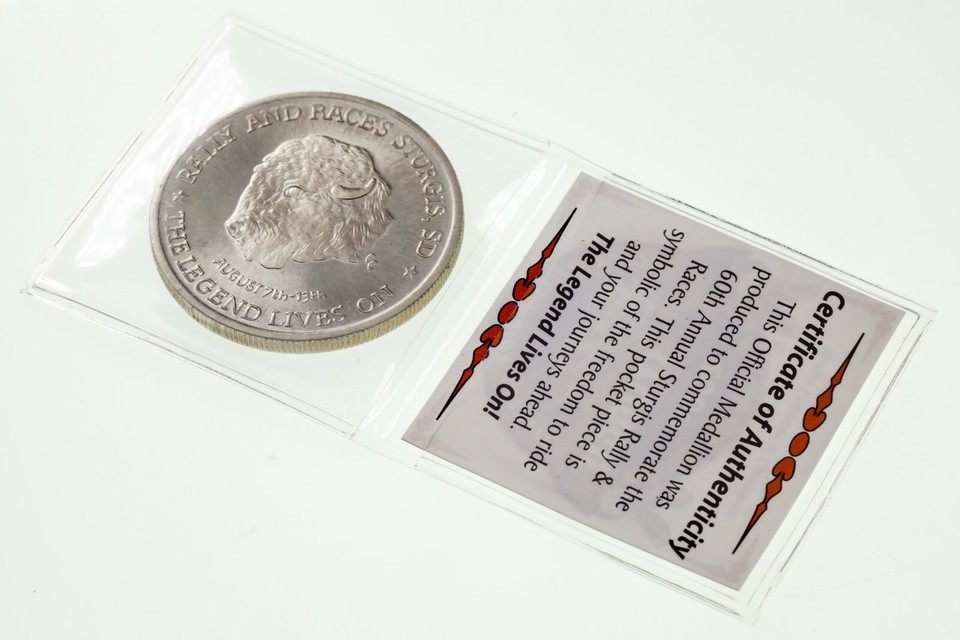 RALLY AND RACES STURGIS, SD
AUGUST 7TH-13TH
★ THE LEGEND LIVES ON ★
Certificate of Authenticity
This Official Medallion was
produced to commemorate the
60th Annual Sturgis Rally &
Races. This pocket piece is
symbolic of the freedom to ride
and your journeys ahead.
The Legend Lives On!